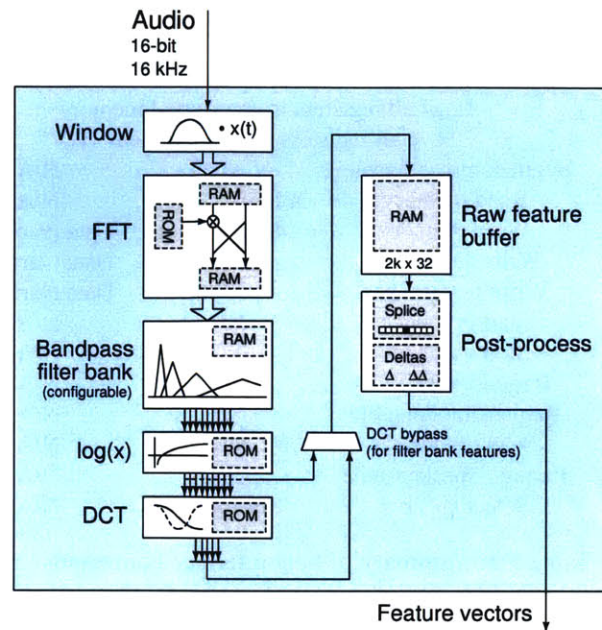 Audio
16-bit
16 kHz
Window
• x(t)
FFT
ROM
RAM
RAM
Bandpass
filter bank
(configurable)
RAM
log(x)
ROM
DCT
ROM
RAM
2k x 32
Raw feature
buffer
Splice
Deltas
Δ ΔΔ
Post-process
DCT bypass
(for filter bank features)
Feature vectors